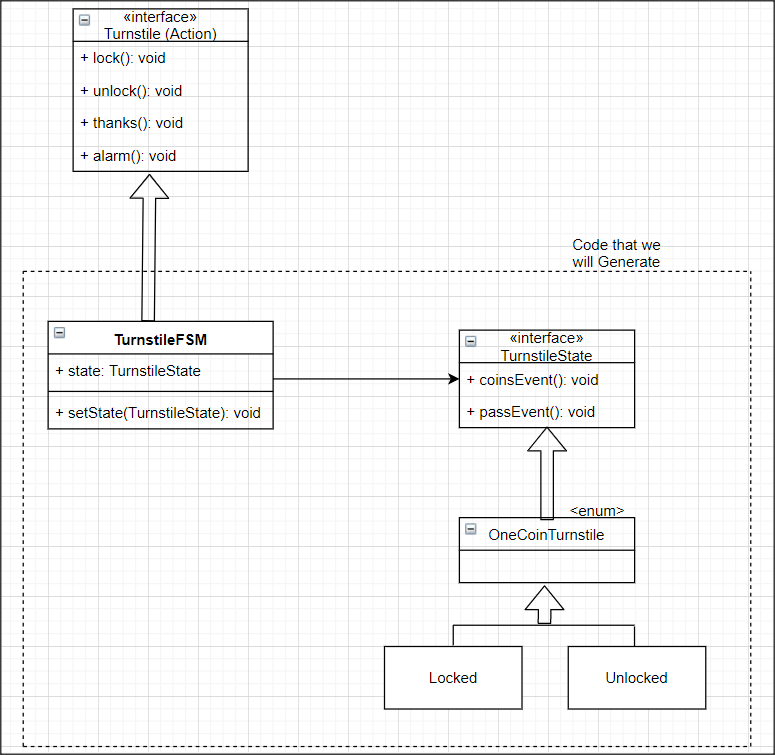 «interface»
Turnstile (Action)
+ lock(): void
+ unlock(): void
+ thanks(): void
+ alarm(): void
Code that we
will Generate
TurnstileFSM
+ state: TurnstileState
+ setState(TurnstileState): void
«interface»
TurnstileState
+ coinsEvent(): void
+ passEvent(): void
<enum>
OneCoinTurnstile
Locked
Unlocked